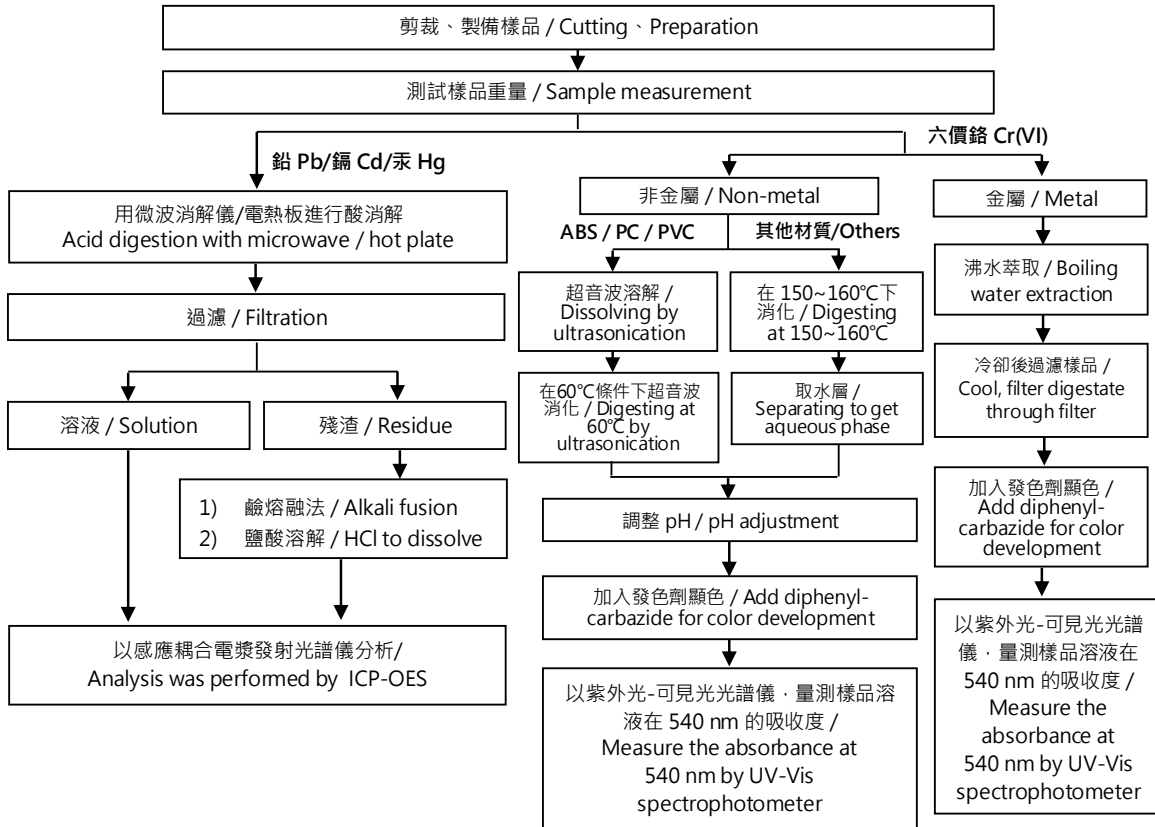 剪裁、製備樣品 / Cutting、Preparation
測試樣品重量 / Sample measurement
鉛 Pb/鎘 Cd/汞 Hg
用微波消解儀/電熱板進行酸消解
Acid digestion with microwave / hot plate
過濾 / Filtration
溶液 / Solution
殘渣 / Residue
1) 鹼熔融法 / Alkali fusion
2) 鹽酸溶解 / HCl to dissolve
以感應耦合電漿發射光譜儀分析/
Analysis was performed by ICP-OES
六價鉻 Cr(VI)
非金屬 / Non-metal
ABS / PC / PVC
超音波溶解 /
Dissolving by
ultrasonication
在60℃條件下超音波
消化 / Digesting at
60℃ by
ultrasonication
其他材質/Others
在 150~160℃下
消化 / Digesting
at 150~160℃
取水層 /
Separating to get
aqueous phase
調整 pH / pH adjustment
加入發色劑顯色 / Add diphenyl-
carbazide for color development
以紫外光-可見光光譜儀，量測樣品溶
液在 540 nm 的吸收度 /
Measure the absorbance at
540 nm by UV-Vis
spectrophotometer
金屬 / Metal
沸水萃取 / Boiling
water extraction
冷卻後過濾樣品 /
Cool, filter digestate
through filter
加入發色劑顯色 /
Add diphenyl-
carbazide for color
development
以紫外光-可見光光譜
儀，量測樣品溶液在
540 nm 的吸收度 /
Measure the
absorbance at
540 nm by UV-Vis
spectrophotometer